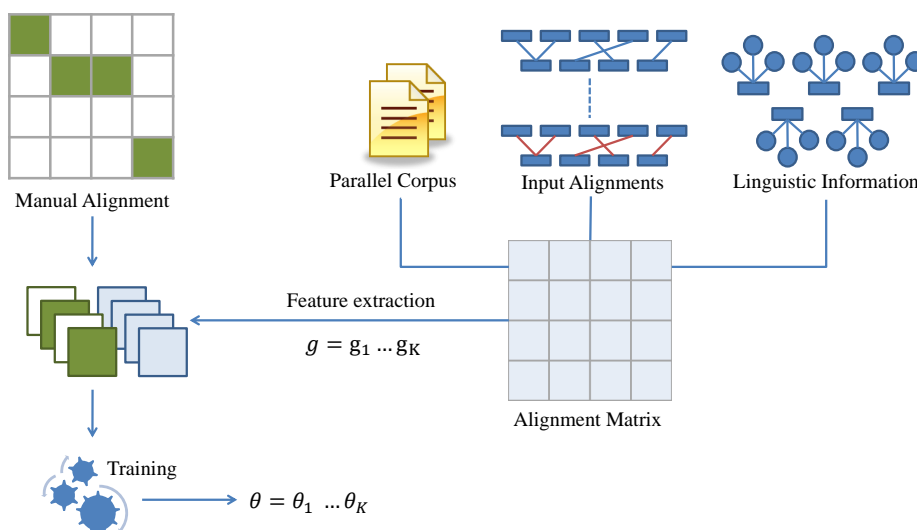 Parallel Corpus
Input Alignments
Linguistic Information
Manual Alignment
Feature extraction
g = g₁ … g_K
Alignment Matrix
Training
θ = θ₁ … θ_K